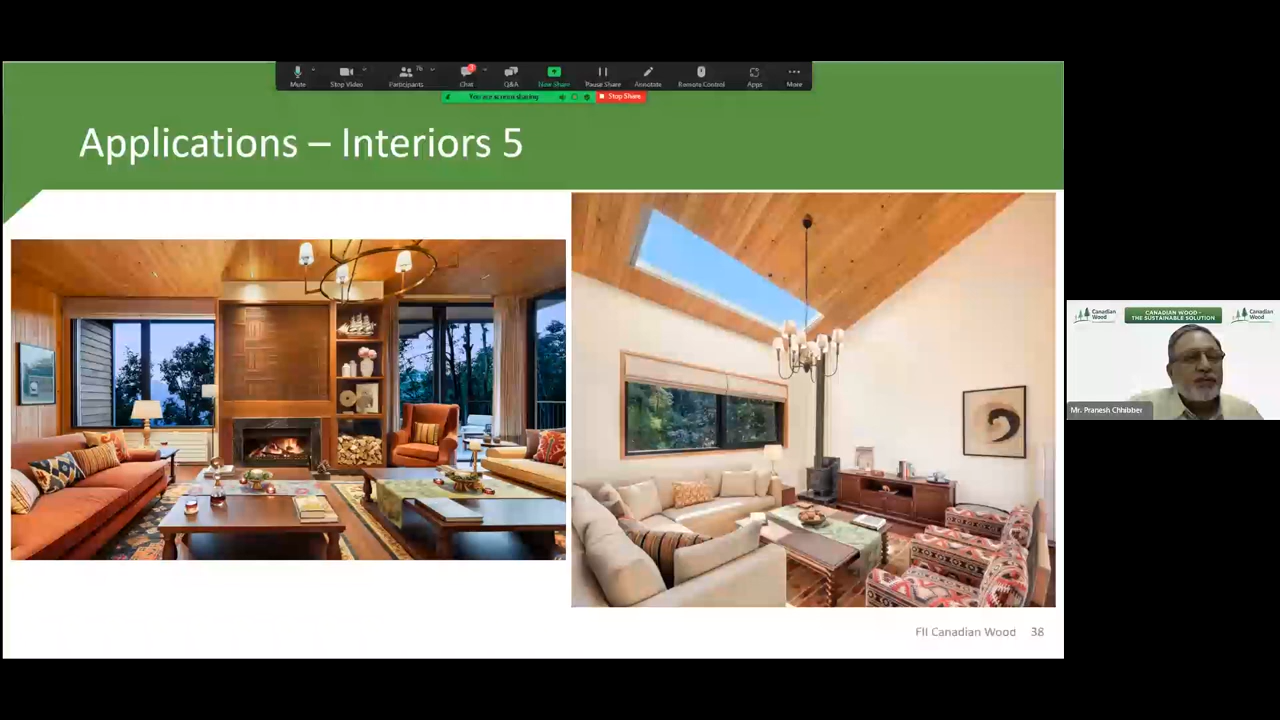 Mute
Stop Video
Participants
76
Chat
3
Q&A
New Share
Pause Share
Annotate
Remote Control
Apps
More
You are screen sharing
Stop Share
Applications – Interiors 5
Canadian
Wood
CANADIAN WOOD –
THE SUSTAINABLE SOLUTION
Canadian
Wood
Mr. Pranesh Chhibber
FII Canadian Wood 38